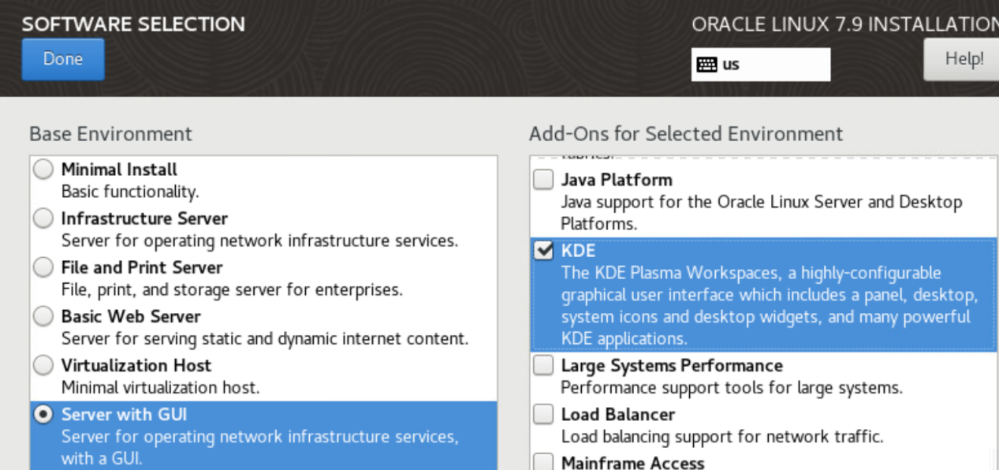 SOFTWARE SELECTION
ORACLE LINUX 7.9 INSTALLATION
Done
us
Help!
Base Environment
Minimal Install
Basic functionality.
Infrastructure Server
Server for operating network infrastructure services.
File and Print Server
File, print, and storage server for enterprises.
Basic Web Server
Server for serving static and dynamic internet content.
Virtualization Host
Minimal virtualization host.
Server with GUI
Server for operating network infrastructure services,
with a GUI.
Add-Ons for Selected Environment
Java Platform
Java support for the Oracle Linux Server and Desktop
Platforms.
KDE
The KDE Plasma Workspaces, a highly-configurable
graphical user interface which includes a panel, desktop,
system icons and desktop widgets, and many powerful
KDE applications.
Large Systems Performance
Performance support tools for large systems.
Load Balancer
Load balancing support for network traffic.
Mainframe Access